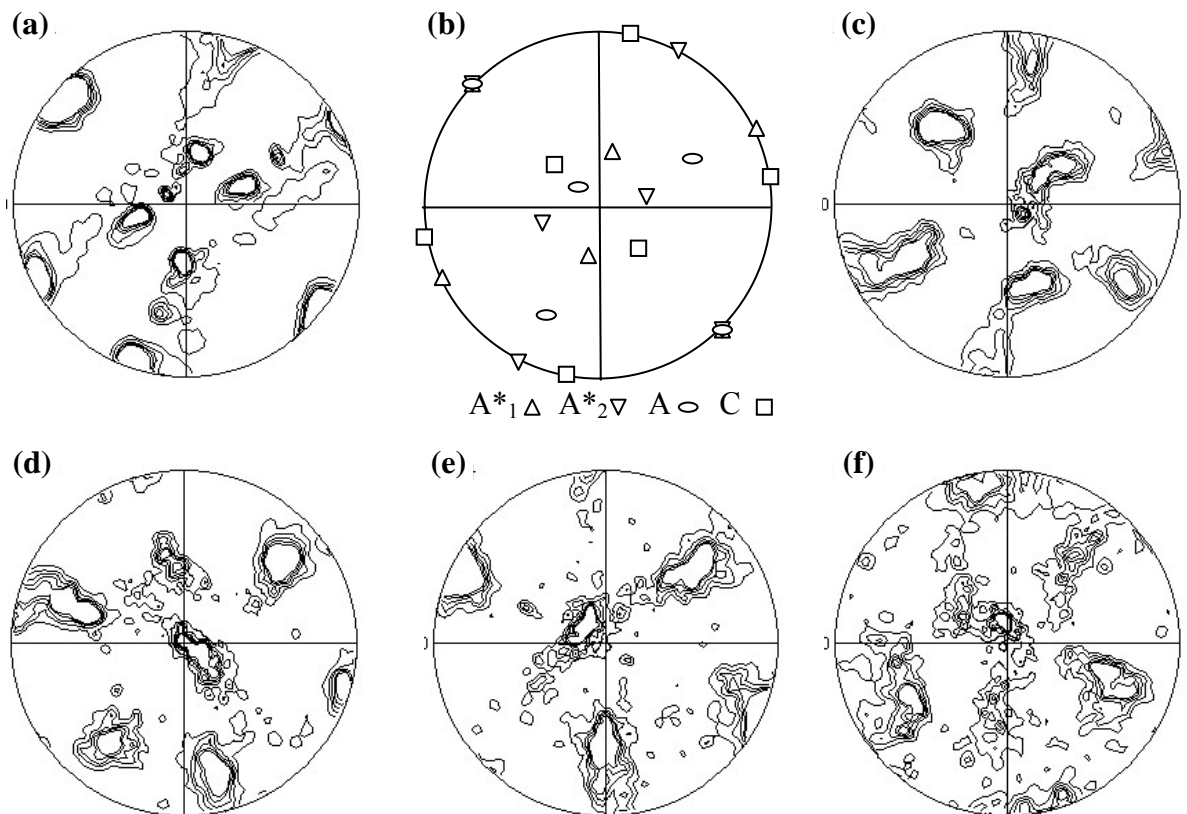 (a) (b) (c)
A*₁ △ A*₂ ▽ A ⬭ C □
(d) (e) (f)